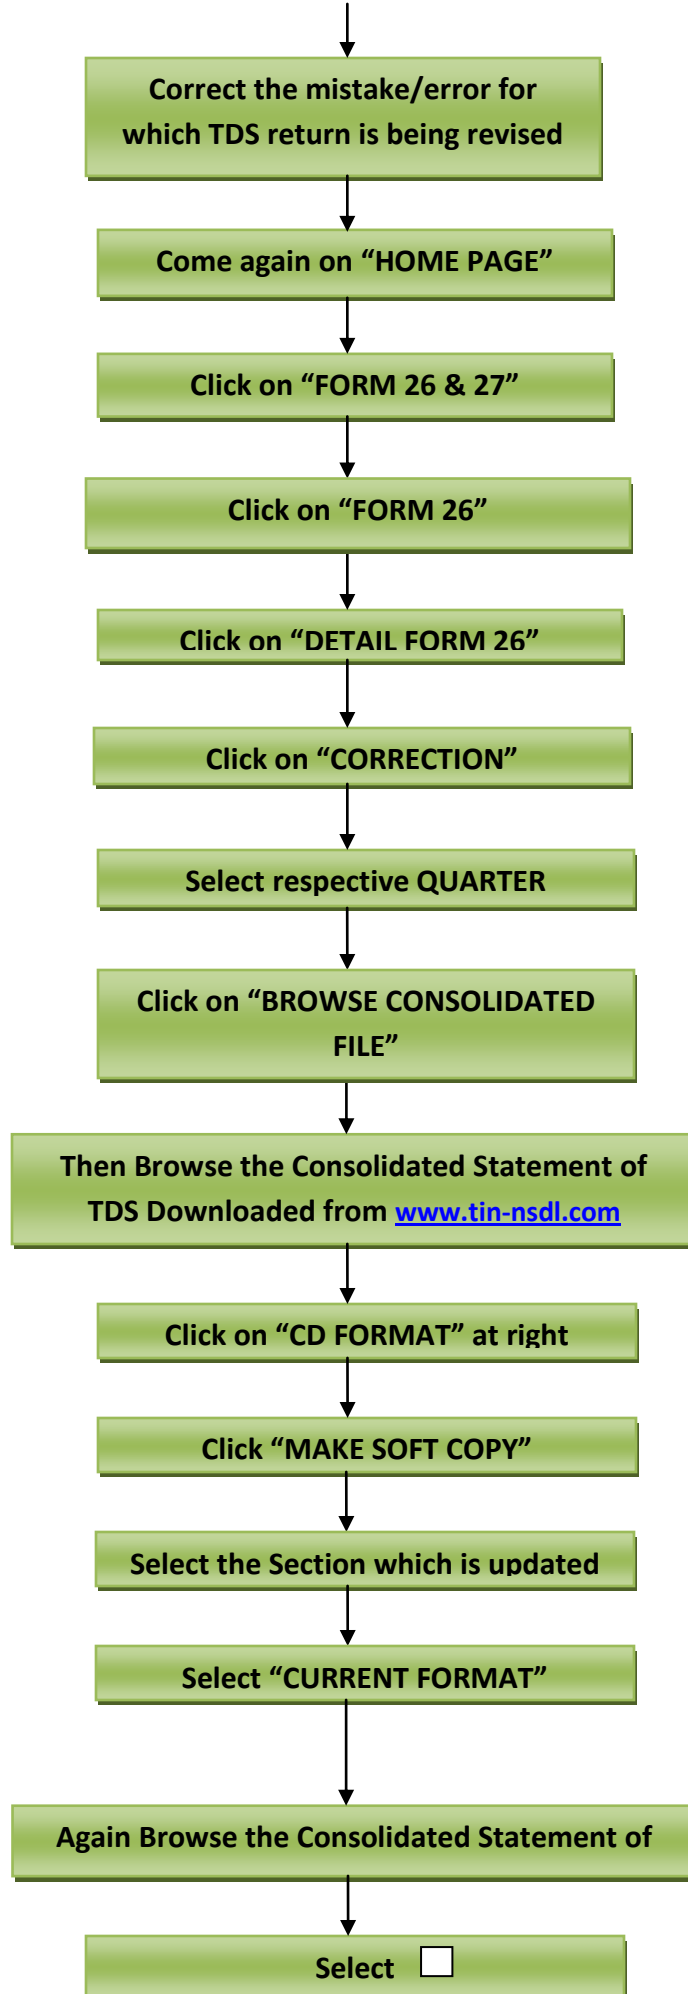 Correct the mistake/error for
which TDS return is being revised
Come again on “HOME PAGE”
Click on “FORM 26 & 27”
Click on “FORM 26”
Click on “DETAIL FORM 26”
Click on “CORRECTION”
Select respective QUARTER
Click on “BROWSE CONSOLIDATED
FILE”
Then Browse the Consolidated Statement of
TDS Downloaded from www.tin-nsdl.com
Click on “CD FORMAT” at right
Click “MAKE SOFT COPY”
Select the Section which is updated
Select “CURRENT FORMAT”
Again Browse the Consolidated Statement of
Select